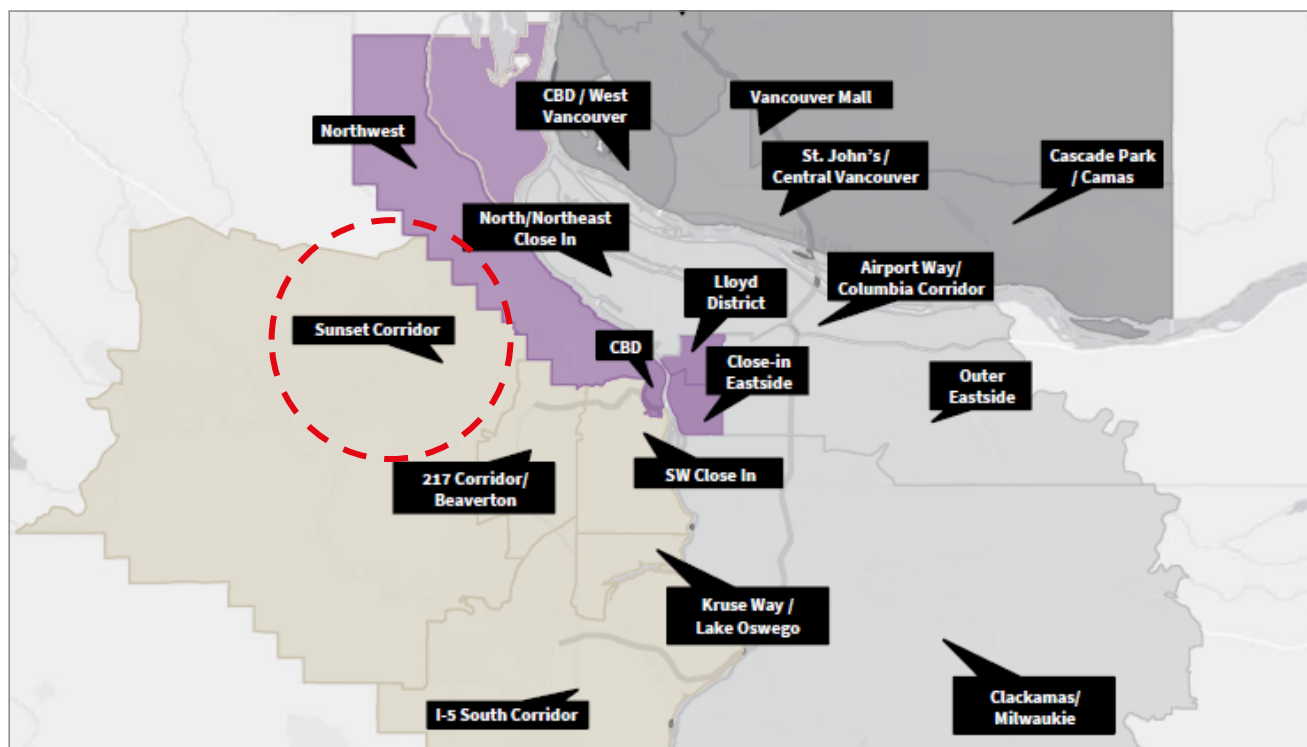 CBD / West
Vancouver
Vancouver Mall
Northwest
St. John's /
Central Vancouver
Cascade Park
/ Camas
North/Northeast
Close In
Airport Way/
Columbia Corridor
Lloyd
District
Sunset Corridor
CBD
Close-in
Eastside
Outer
Eastside
217 Corridor/
Beaverton
SW Close In
Kruse Way /
Lake Oswego
I-5 South Corridor
Clackamas/
Milwaukie